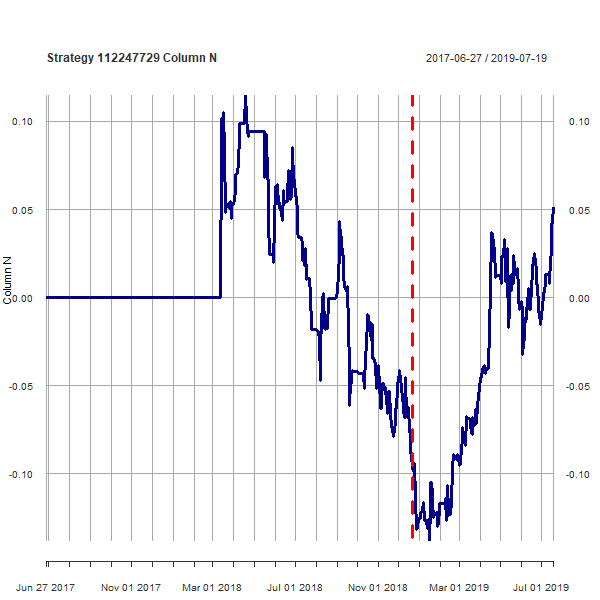 Strategy 112247729 Column N
2017-06-27 / 2019-07-19
Column N
0.10
0.05
0.00
-0.05
-0.10
0.10
0.05
0.00
-0.05
-0.10
Jun 27 2017
Nov 01 2017
Mar 01 2018
Jul 01 2018
Nov 01 2018
Mar 01 2019
Jul 01 2019